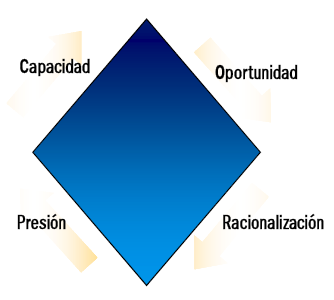 Capacidad
Oportunidad
Presión
Racionalización